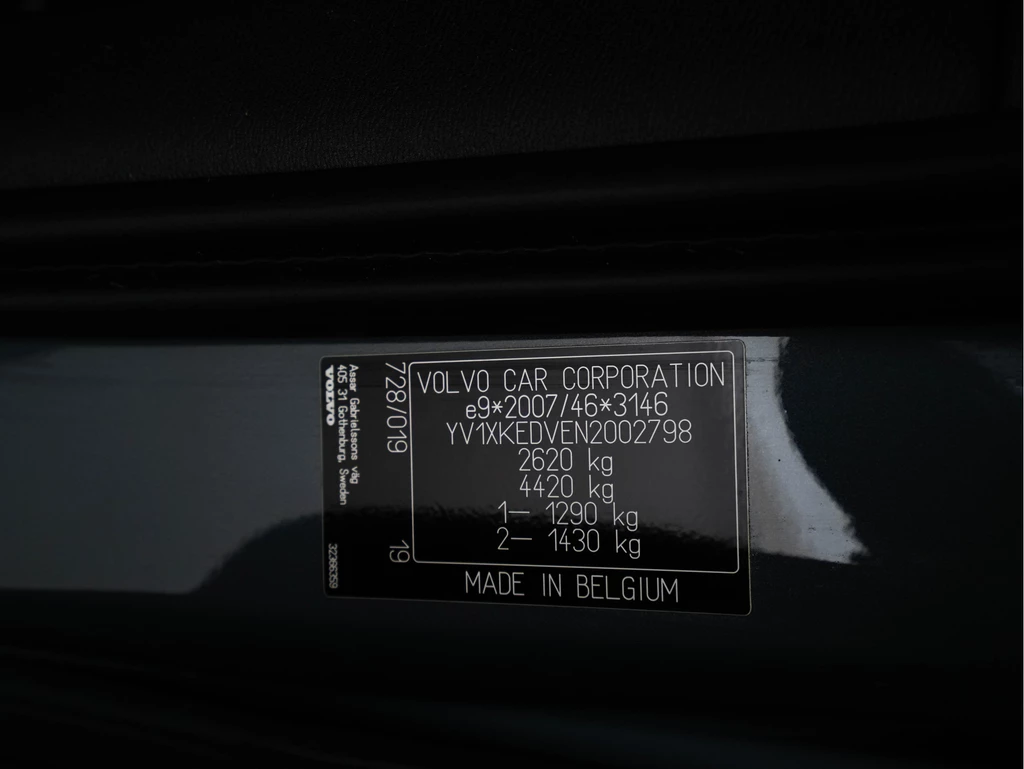 VOLVO CAR CORPORATION
e9*2007/46*3146
YV1XKEDVEN2002798
2620 kg
4420 kg
1– 1290 kg
2– 1430 kg
MADE IN BELGIUM
728/019
19
Assar Gabrielssons väg
405 31 Gothenburg, Sweden
VOLVO